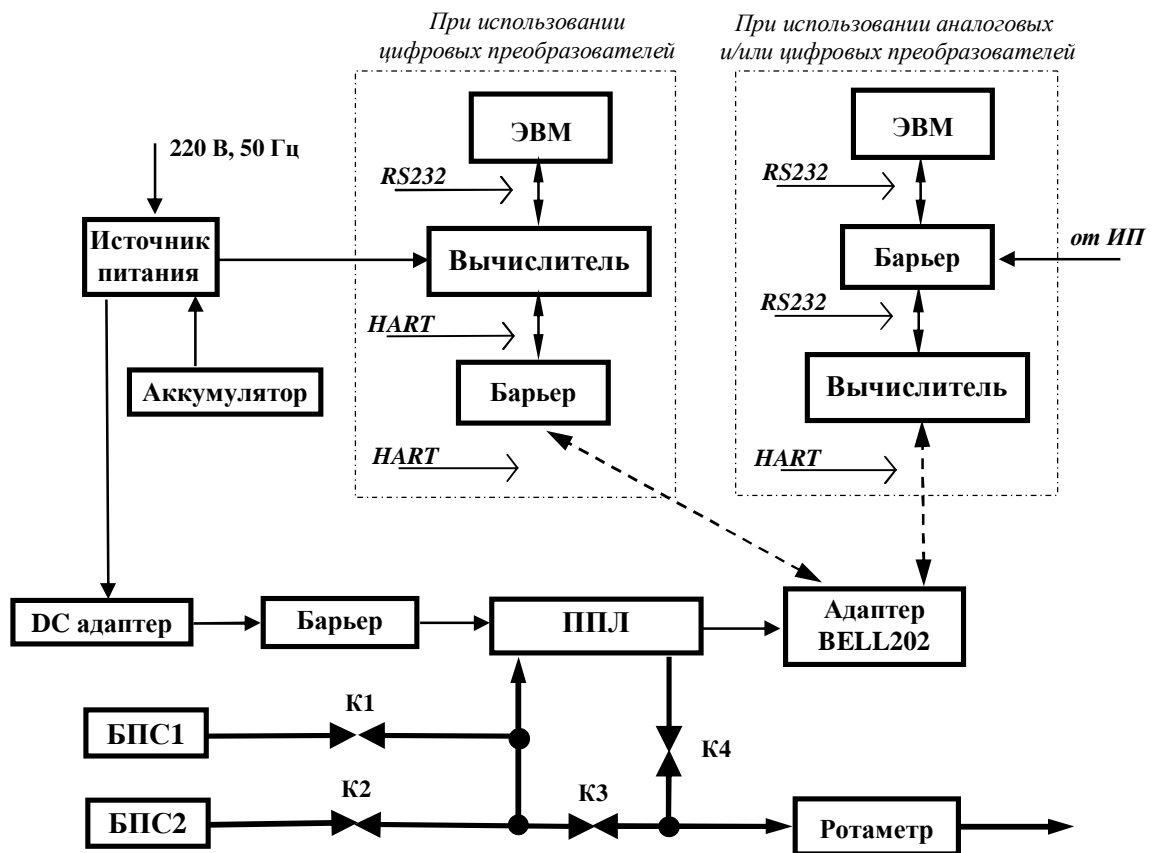 При использовании
цифровых преобразователей
При использовании аналоговых
и/или цифровых преобразователей
220 В, 50 Гц
ЭВМ
RS232
Источник
питания
Вычислитель
HART
Аккумулятор
Барьер
HART
ЭВМ
RS232
от ИП
Барьер
RS232
Вычислитель
HART
DC адаптер
Барьер
ППЛ
Адаптер
BELL202
БПС1
К1
К4
БПС2
К2
К3
Ротаметр